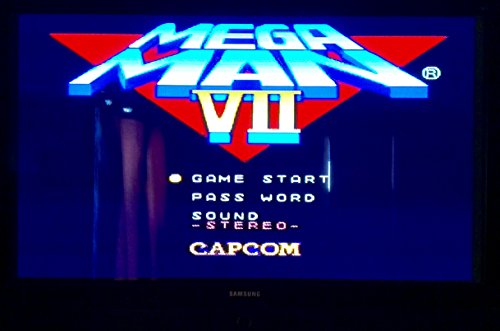 MEGA
MAN
®
VII
GAME START
PASS WORD
SOUND
-STEREO-
CAPCOM
SAMSUNG